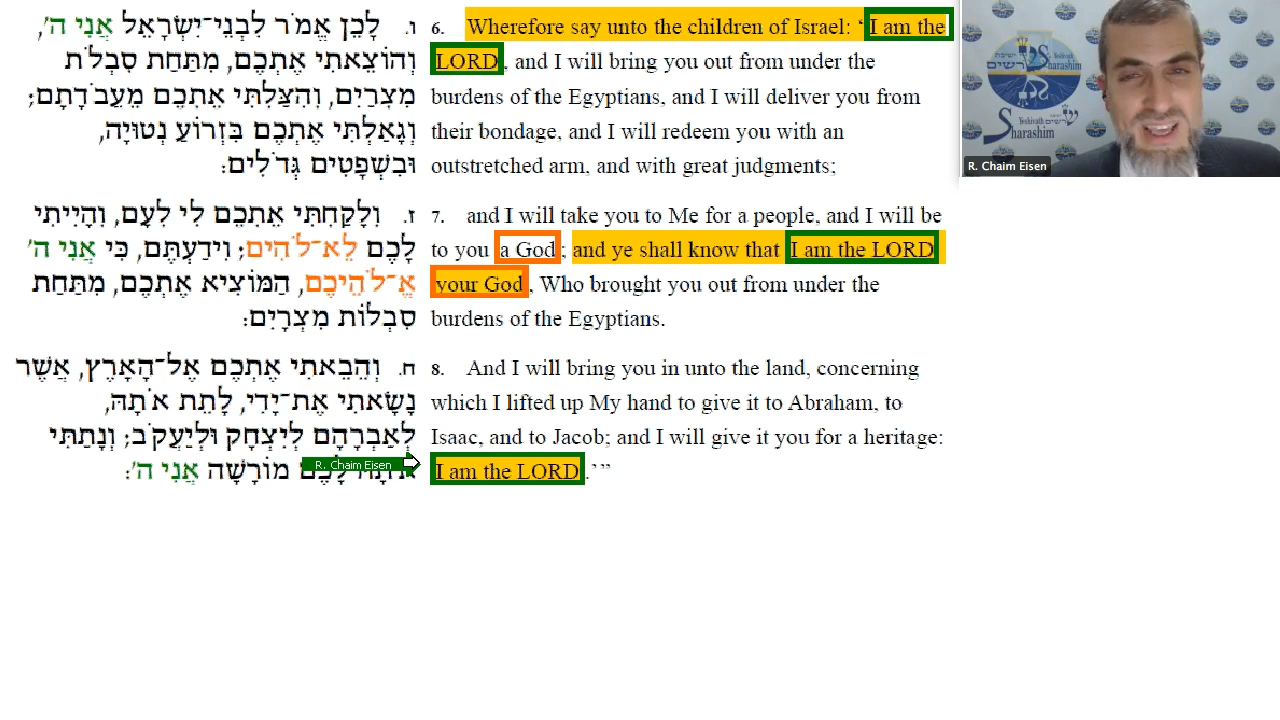 ו. לָכֵן אֱמֹר לִבְנֵי־יִשְׂרָאֵל אֲנִי ה',
וְהוֹצֵאתִי אֶתְכֶם, מִתַּחַת סִבְלֹת
מִצְרַיִם, וְהִצַּלְתִּי אֶתְכֶם מֵעֲבֹדָתָם;
וְגָאַלְתִּי אֶתְכֶם בִּזְרוֹעַ נְטוּיָה,
וּבִשְׁפָטִים גְּדֹלִים:
6. Wherefore say unto the children of Israel: ‘I am the
LORD, and I will bring you out from under the
burdens of the Egyptians, and I will deliver you from
their bondage, and I will redeem you with an
outstretched arm, and with great judgments;
ז. וְלָקַחְתִּי אֶתְכֶם לִי לְעָם, וְהָיִיתִי
לָכֶם לֵא־לֹהִים; וִידַעְתֶּם, כִּי אֲנִי ה'
אֱ־לֹהֵיכֶם, הַמּוֹצִיא אֶתְכֶם, מִתַּחַת
סִבְלוֹת מִצְרָיִם:
7. and I will take you to Me for a people, and I will be
to you a God; and ye shall know that I am the LORD
your God, Who brought you out from under the
burdens of the Egyptians.
ח. וְהֵבֵאתִי אֶתְכֶם אֶל־הָאָרֶץ, אֲשֶׁר
נָשָׂאתִי אֶת־יָדִי, לָתֵת אֹתָהּ,
לְאַבְרָהָם לְיִצְחָק וּלְיַעֲקֹב; וְנָתַתִּי
לָכֶם מוֹרָשָׁה אֲנִי ה':
8. And I will bring you in unto the land, concerning
which I lifted up My hand to give it to Abraham, to
Isaac, and to Jacob; and I will give it you for a heritage:
I am the LORD.’”
R. Chaim Eisen
Yeshivath
Sharashim
שרשים
Sharashim
R. Chaim Eisen